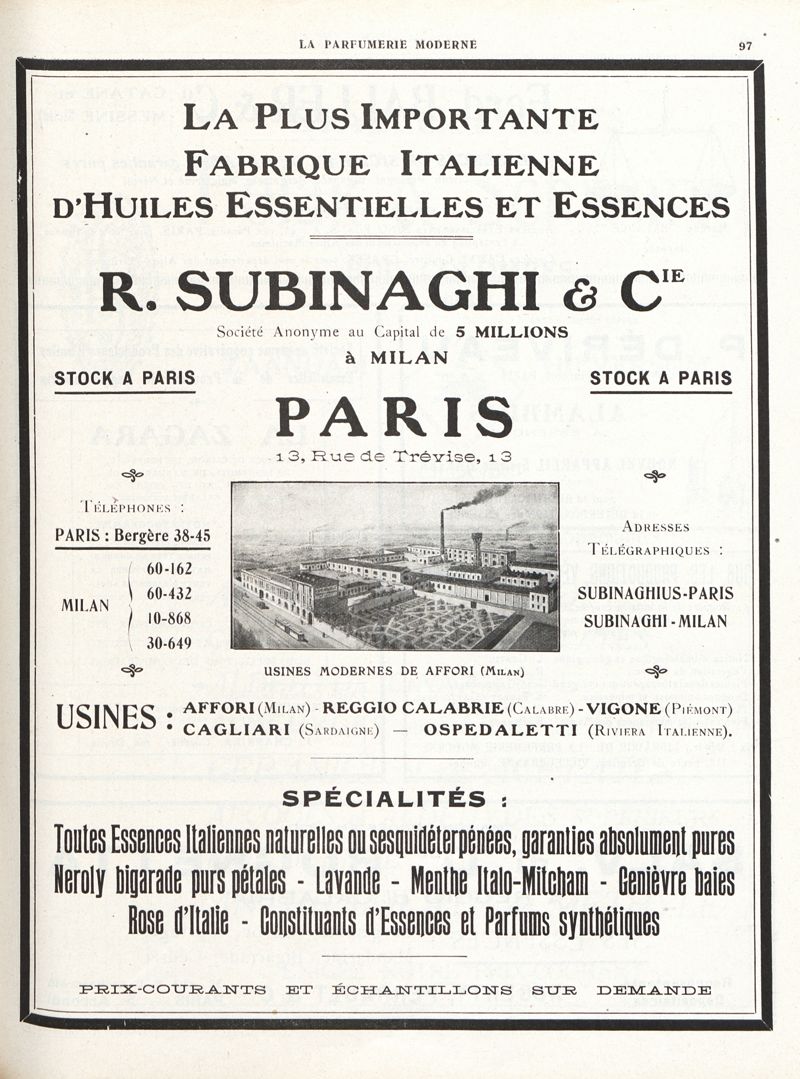 LA PARFUMERIE MODERNE 97
LA PLUS IMPORTANTE
FABRIQUE ITALIENNE
D'HUILES ESSENTIELLES ET ESSENCES
R. SUBINAGHI & CIE
Société Anonyme au Capital de 5 MILLIONS
à MILAN
STOCK A PARIS STOCK A PARIS
PARIS
13, Rue de Trévise, 13
TÉLÉPHONES :
PARIS : Bergère 38-45
MILAN
60-162
60-432
10-868
30-649
ADRESSES
TÉLÉGRAPHIQUES :
SUBINAGHIUS-PARIS
SUBINAGHI-MILAN
USINES MODERNES DE AFFORI (MILAN)
USINES : AFFORI (MILAN) - REGGIO CALABRIE (CALABRE) - VIGONE (PIÉMONT)
CAGLIARI (SARDAIGNE) — OSPEDALETTI (RIVIERA ITALIENNE).
SPÉCIALITÉS :
Toutes Essences Italiennes naturelles ou sesquidéterpénées, garanties absolument pures
Neroly bigarade purs pétales - Lavande - Menthe Italo-Mitcham - Genièvre baies
Rose d'Italie - Constituants d'Essences et Parfums synthétiques
PRIX-COURANTS ET ÉCHANTILLONS SUR DEMANDE